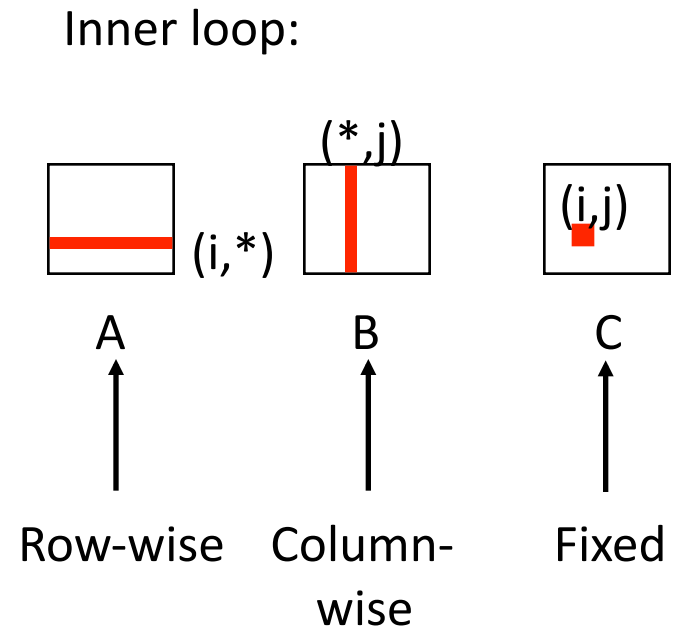 Inner loop:
(*,j)
(i,j)
(i,*)
A
B
C
Row-wise
Column-
wise
Fixed